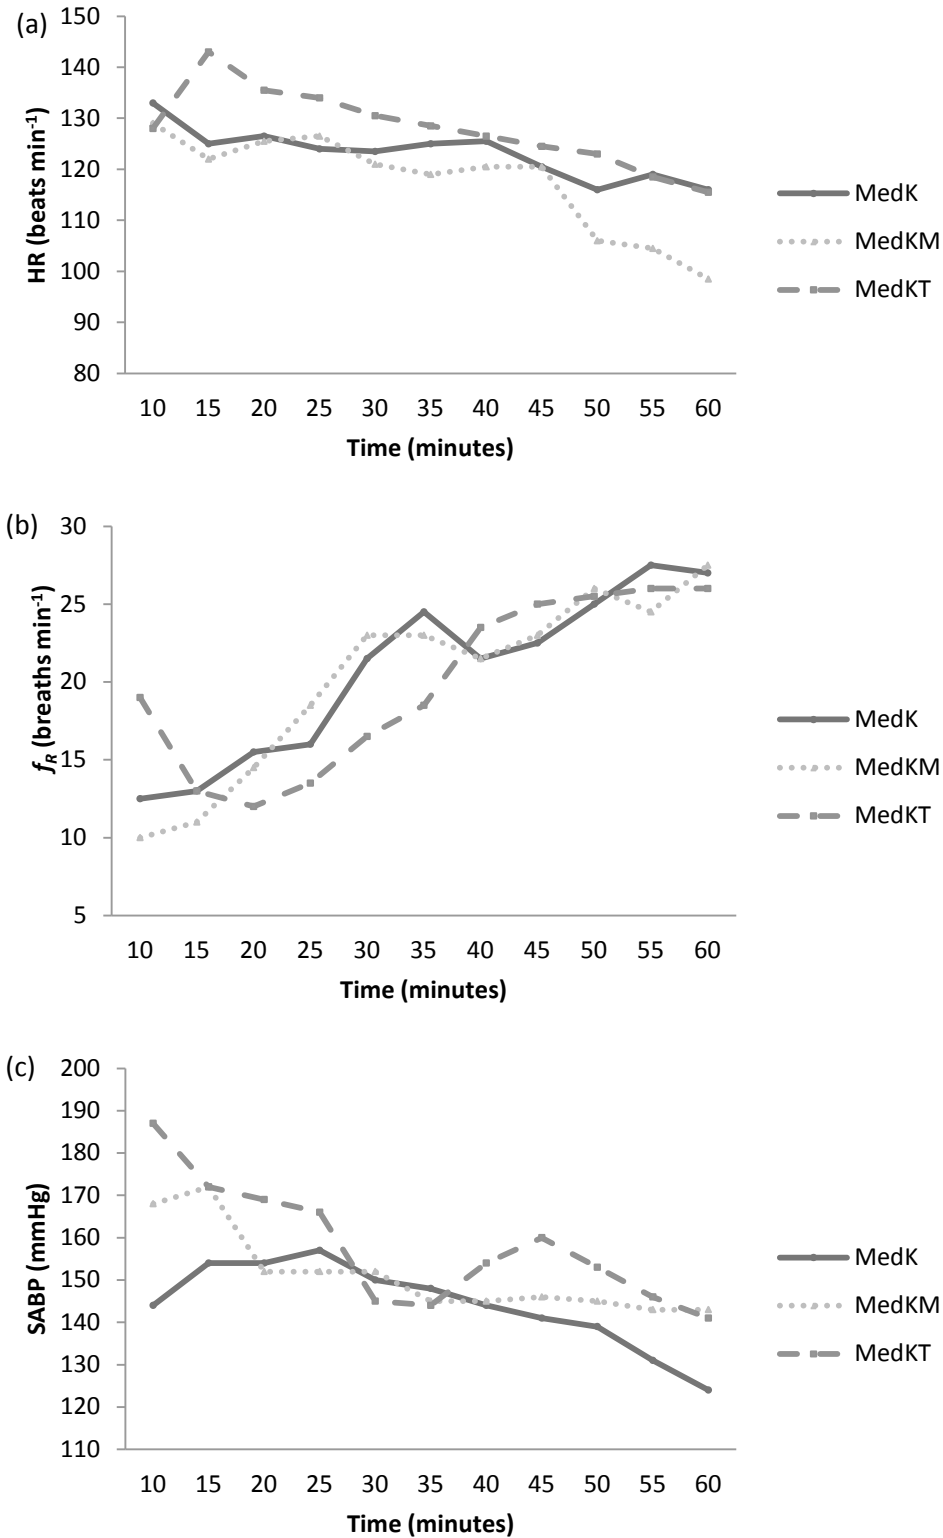 (a)
HR (beats min⁻¹)
150
140
130
120
110
100
90
80
10 15 20 25 30 35 40 45 50 55 60
Time (minutes)
MedK
MedKM
MedKT
(b)
fR (breaths min⁻¹)
30
25
20
15
10
5
10 15 20 25 30 35 40 45 50 55 60
Time (minutes)
MedK
MedKM
MedKT
(c)
SABP (mmHg)
200
190
180
170
160
150
140
130
120
110
10 15 20 25 30 35 40 45 50 55 60
Time (minutes)
MedK
MedKM
MedKT